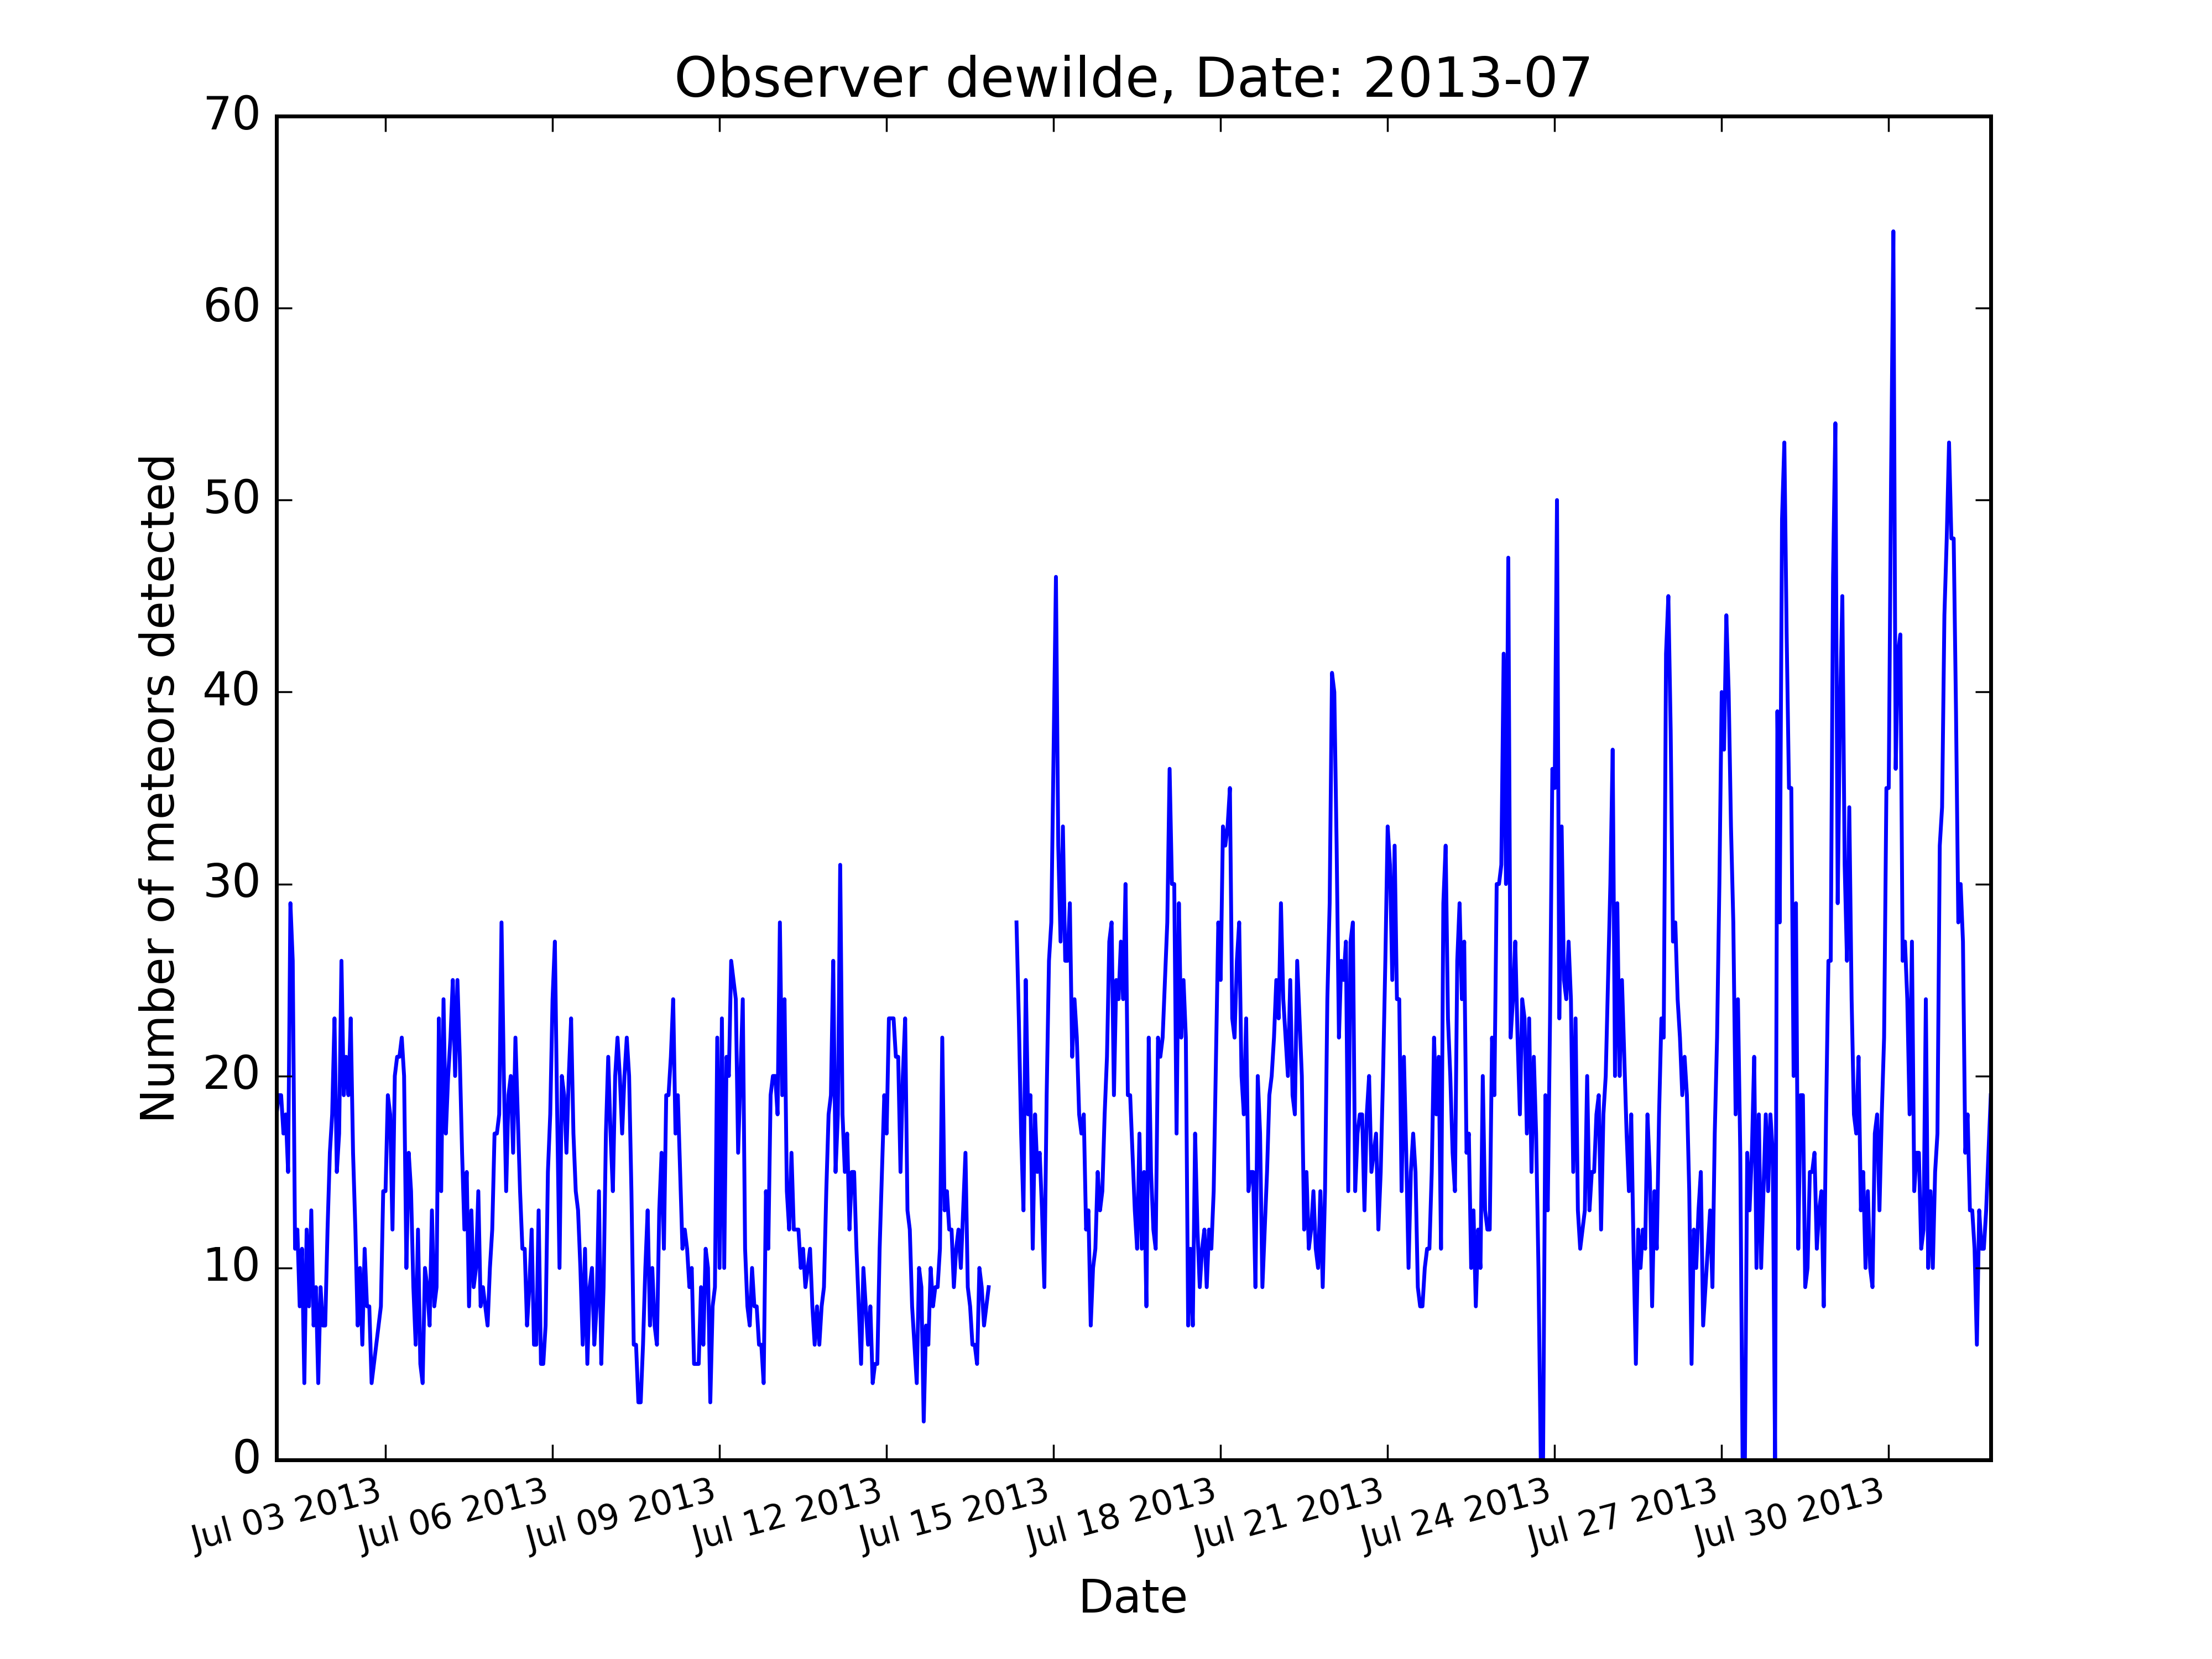 Observer dewilde, Date: 2013-07
Number of meteors detected
70
60
50
40
30
20
10
0
Jul 03 2013
Jul 06 2013
Jul 09 2013
Jul 12 2013
Jul 15 2013
Jul 18 2013
Jul 21 2013
Jul 24 2013
Jul 27 2013
Jul 30 2013
Date